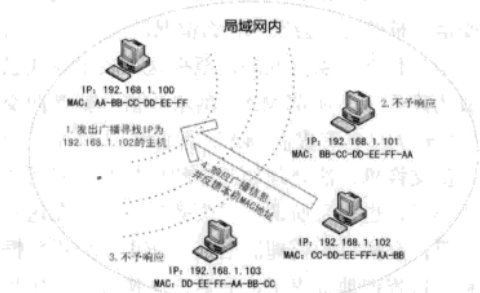 局域网内
IP: 192.168.1.100
MAC: AA-BB-CC-DD-EE-FF
1.发出广播寻找IP为
192.168.1.102的主机
2.不予响应
IP: 192.168.1.101
MAC: BB-CC-DD-EE-FF-AA
4.响应广播信息,
并反馈本机MAC地址
IP: 192.168.1.102
MAC: CC-DD-EE-FF-AA-BB
3.不予响应
IP: 192.168.1.103
MAC: DD-EE-FF-AA-BB-CC